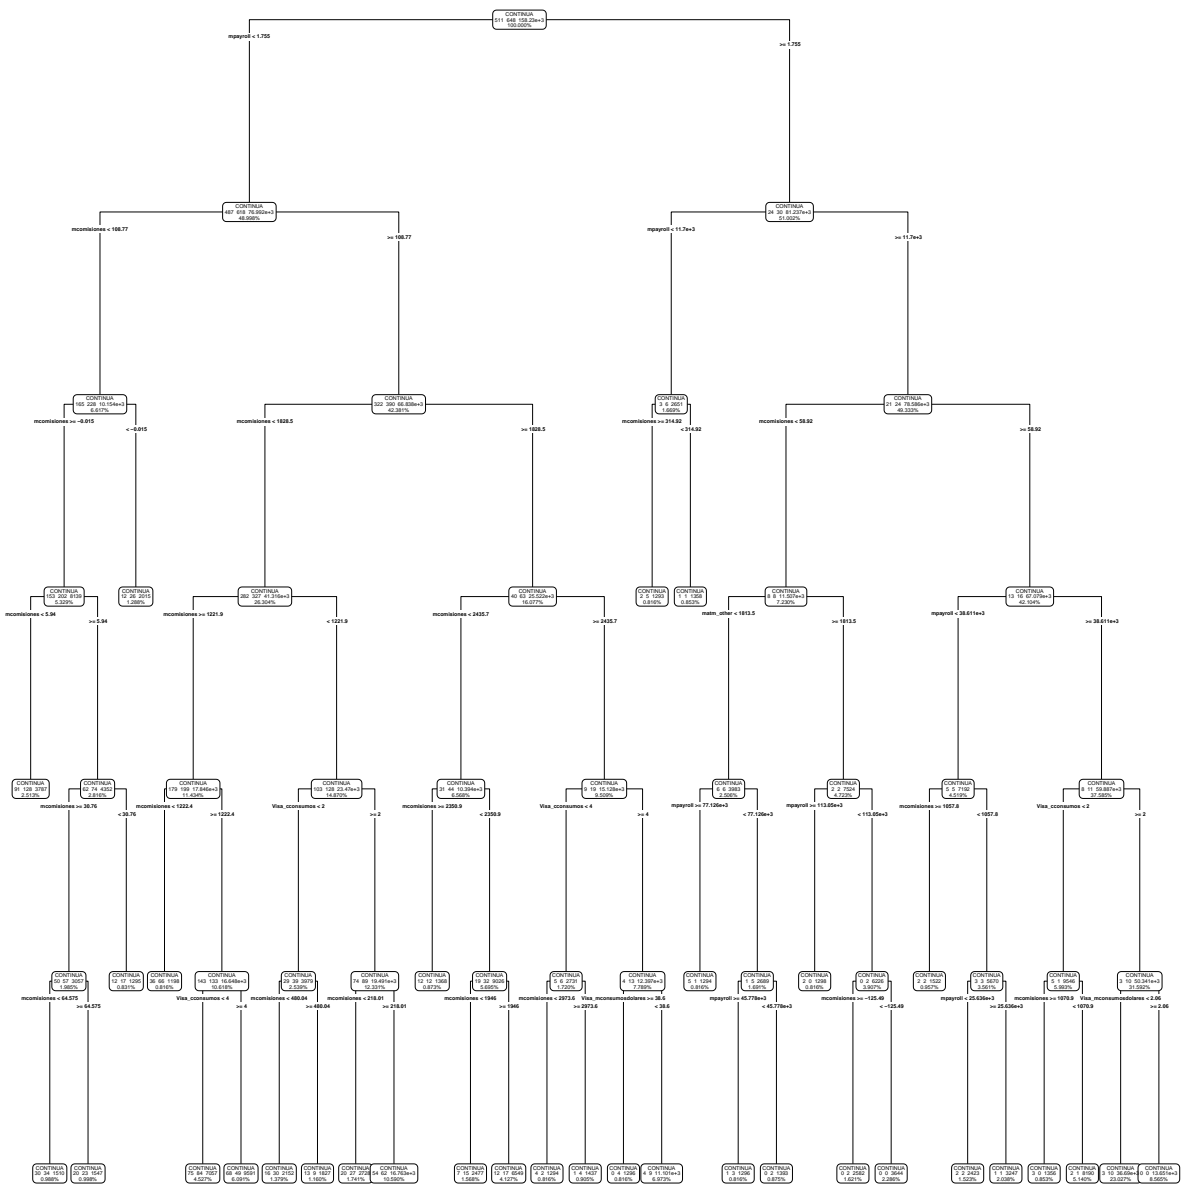 CONTINUA
511 648 158.23e+3
100.000%
mpayroll < 1.755
>= 1.755
CONTINUA
487 618 76.992e+3
48.998%
CONTINUA
24 30 81.237e+3
51.002%
mcomisiones < 108.77
>= 108.77
mpayroll < 11.7e+3
>= 11.7e+3
CONTINUA
165 228 10.154e+3
6.617%
CONTINUA
322 390 66.838e+3
42.381%
CONTINUA
3 6 2651
1.669%
CONTINUA
21 24 78.586e+3
49.333%
mcomisiones >= −0.015
< −0.015
mcomisiones < 1828.5
>= 1828.5
mcomisiones >= 314.92
< 314.92
mcomisiones < 58.92
>= 58.92
CONTINUA
153 202 8139
5.329%
CONTINUA
12 26 2015
1.288%
CONTINUA
282 327 41.316e+3
26.304%
CONTINUA
40 63 25.522e+3
16.077%
CONTINUA
2 5 1293
0.816%
CONTINUA
1 1 1358
0.853%
CONTINUA
8 8 11.507e+3
7.230%
CONTINUA
13 16 67.079e+3
42.104%
mcomisiones < 5.94
>= 5.94
mcomisiones >= 1221.9
< 1221.9
mcomisiones < 2435.7
>= 2435.7
matm_other < 1813.5
>= 1813.5
mpayroll < 38.611e+3
>= 38.611e+3
CONTINUA
91 128 3787
2.513%
CONTINUA
62 74 4352
2.816%
CONTINUA
179 199 17.846e+3
11.434%
CONTINUA
103 128 23.47e+3
14.870%
CONTINUA
31 44 10.394e+3
6.568%
CONTINUA
9 19 15.128e+3
9.509%
CONTINUA
6 6 3983
2.506%
CONTINUA
2 2 7524
4.723%
CONTINUA
5 5 7192
4.519%
CONTINUA
8 11 59.887e+3
37.585%
mcomisiones >= 30.76
< 30.76
mcomisiones < 1222.4
>= 1222.4
Visa_cconsumos < 2
>= 2
mcomisiones >= 2350.9
< 2350.9
Visa_cconsumos < 4
>= 4
mpayroll >= 77.126e+3
< 77.126e+3
mpayroll >= 113.05e+3
< 113.05e+3
mcomisiones >= 1057.8
< 1057.8
Visa_cconsumos < 2
>= 2
CONTINUA
50 57 3057
1.985%
CONTINUA
12 17 1295
0.831%
CONTINUA
36 66 1198
0.816%
CONTINUA
143 133 16.648e+3
10.618%
CONTINUA
29 39 3979
2.539%
CONTINUA
74 89 19.491e+3
12.331%
CONTINUA
12 12 1368
0.873%
CONTINUA
19 32 9026
5.695%
CONTINUA
5 6 2731
1.720%
CONTINUA
4 13 12.397e+3
7.789%
CONTINUA
5 1 1294
0.816%
CONTINUA
1 5 2689
1.691%
CONTINUA
2 0 1298
0.816%
CONTINUA
0 2 6226
3.907%
CONTINUA
2 2 1522
0.957%
CONTINUA
3 3 5670
3.561%
CONTINUA
5 1 9546
5.993%
CONTINUA
3 10 50.341e+3
31.592%
mcomisiones < 64.575
>= 64.575
Visa_cconsumos < 4
>= 4
mcomisiones < 480.04
>= 480.04
mcomisiones < 218.01
>= 218.01
mcomisiones < 1946
>= 1946
mcomisiones < 2973.6
>= 2973.6
Visa_mconsumosdolares >= 38.6
< 38.6
mpayroll >= 45.778e+3
< 45.778e+3
mcomisiones >= −125.49
< −125.49
mpayroll < 25.636e+3
>= 25.636e+3
mcomisiones >= 1070.9
< 1070.9
Visa_mconsumosdolares < 2.06
>= 2.06
CONTINUA
30 34 1510
0.988%
CONTINUA
20 23 1547
0.998%
CONTINUA
75 84 7057
4.527%
CONTINUA
68 49 9591
6.091%
CONTINUA
16 30 2152
1.379%
CONTINUA
13 9 1827
1.160%
CONTINUA
20 27 2728
1.741%
CONTINUA
54 62 16.763e+3
10.590%
CONTINUA
7 15 2477
1.568%
CONTINUA
12 17 6549
4.127%
CONTINUA
4 2 1294
0.816%
CONTINUA
1 4 1437
0.905%
CONTINUA
0 4 1296
0.816%
CONTINUA
4 9 11.101e+3
6.973%
CONTINUA
1 3 1296
0.816%
CONTINUA
0 2 1393
0.875%
CONTINUA
0 2 2582
1.621%
CONTINUA
0 0 3644
2.286%
CONTINUA
2 2 2423
1.523%
CONTINUA
1 1 3247
2.038%
CONTINUA
3 0 1356
0.853%
CONTINUA
2 1 8190
5.140%
CONTINUA
3 10 36.69e+3
23.027%
CONTINUA
0 0 13.651e+3
8.565%